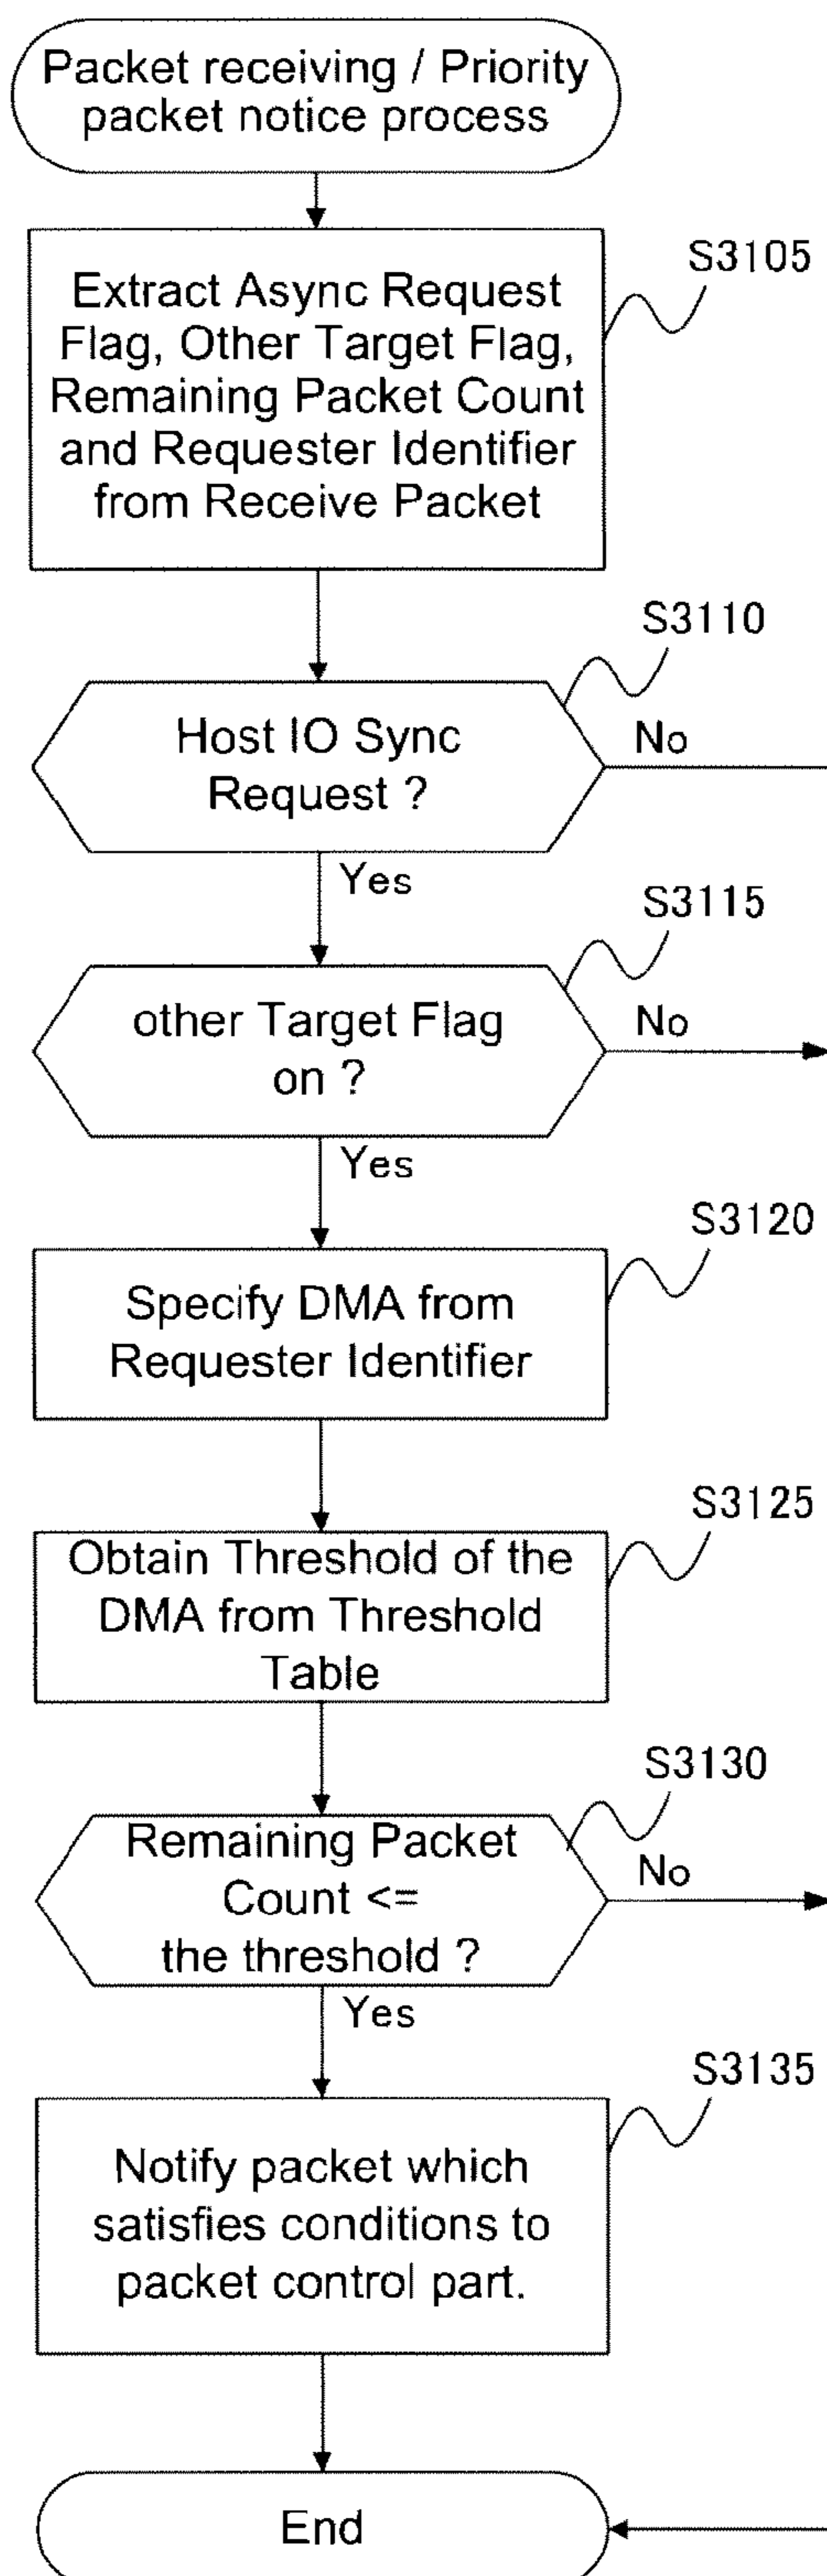 Packet receiving / Priority
packet notice process
S3105
Extract Async Request
Flag, Other Target Flag,
Remaining Packet Count
and Requester Identifier
from Receive Packet
S3110
Host IO Sync
Request ?
No
Yes
S3115
other Target Flag
on ?
No
Yes
S3120
Specify DMA from
Requester Identifier
S3125
Obtain Threshold of the
DMA from Threshold
Table
S3130
Remaining Packet
Count <=
the threshold ?
No
Yes
S3135
Notify packet which
satisfies conditions to
packet control part.
End